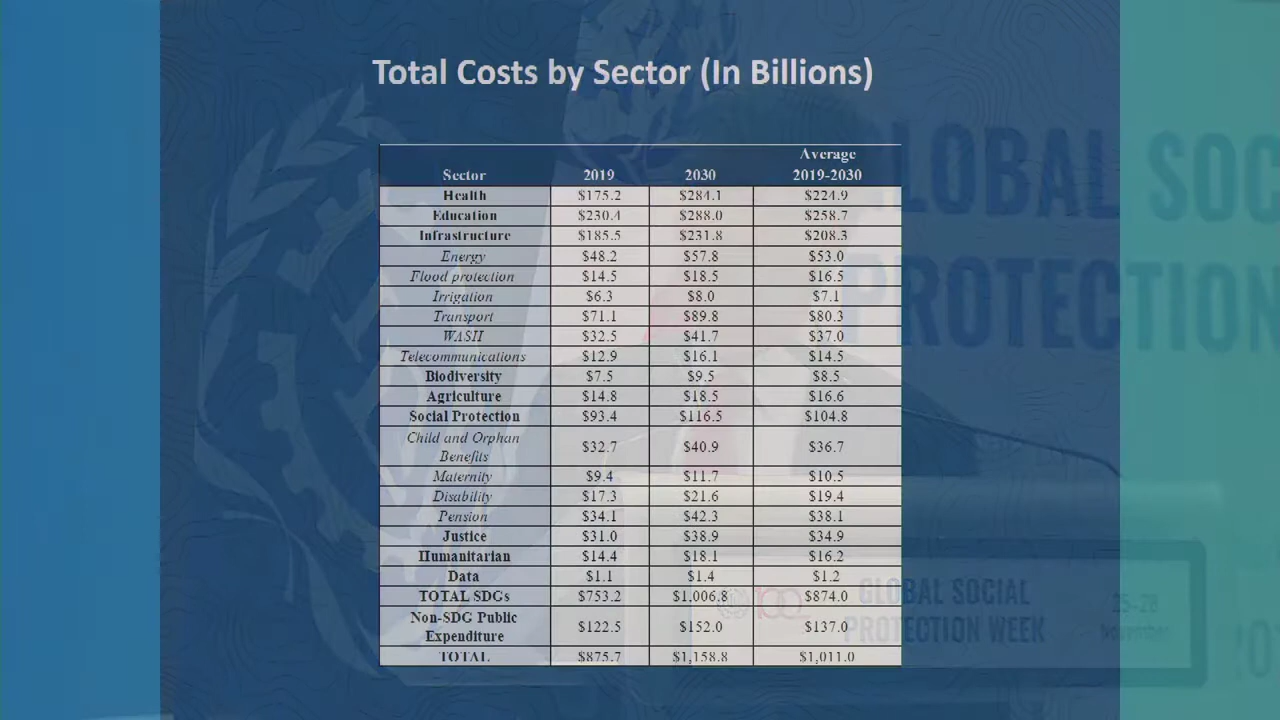 Total Costs by Sector (In Billions)
Sector 2019 2030 Average 2019-2030
Health $175.2 $284.1 $224.9
Education $230.4 $288.0 $258.7
Infrastructure $185.5 $231.8 $208.3
Energy $48.2 $57.8 $53.0
Flood protection $14.5 $18.5 $16.5
Irrigation $6.3 $8.0 $7.1
Transport $71.1 $89.8 $80.3
WASH $32.5 $41.7 $37.0
Telecommunications $12.9 $16.1 $14.5
Biodiversity $7.5 $9.5 $8.5
Agriculture $14.8 $18.5 $16.6
Social Protection $93.4 $116.5 $104.8
Child and Orphan Benefits $32.7 $40.9 $36.7
Maternity $9.4 $11.7 $10.5
Disability $17.3 $21.6 $19.4
Pension $34.1 $42.3 $38.1
Justice $31.0 $38.9 $34.9
Humanitarian $14.4 $18.1 $16.2
Data $1.1 $1.4 $1.2
TOTAL SDGs $753.2 $1,006.8 $874.0
Non-SDG Public Expenditure $122.5 $152.0 $137.0
TOTAL $875.7 $1,158.8 $1,011.0
GLOBAL SOC
PROTECTION
100
GLOBAL SOCIAL
PROTECTION WEEK
25-28
November